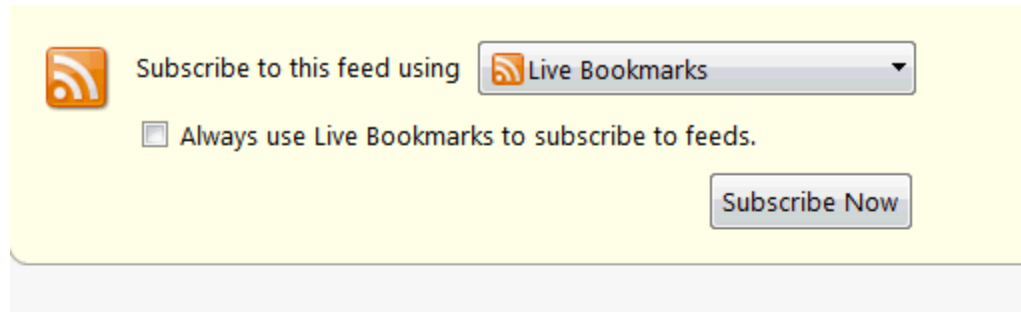 Subscribe to this feed using Live Bookmarks
Always use Live Bookmarks to subscribe to feeds.
Subscribe Now